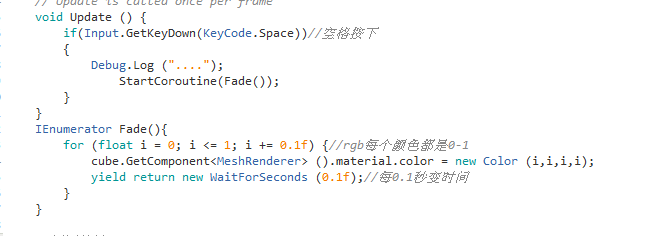 // Update is called once per frame
void Update () {
if(Input.GetKeyDown(KeyCode.Space))//空格按下
{
Debug.Log ("....");
StartCoroutine(Fade());
}
}
IEnumerator Fade(){
for (float i = 0; i <= 1; i += 0.1f) {//rgb每个颜色都是0-1
cube.GetComponent<MeshRenderer> ().material.color = new Color (i,i,i,i);
yield return new WaitForSeconds (0.1f);//每0.1秒变时间
}
}